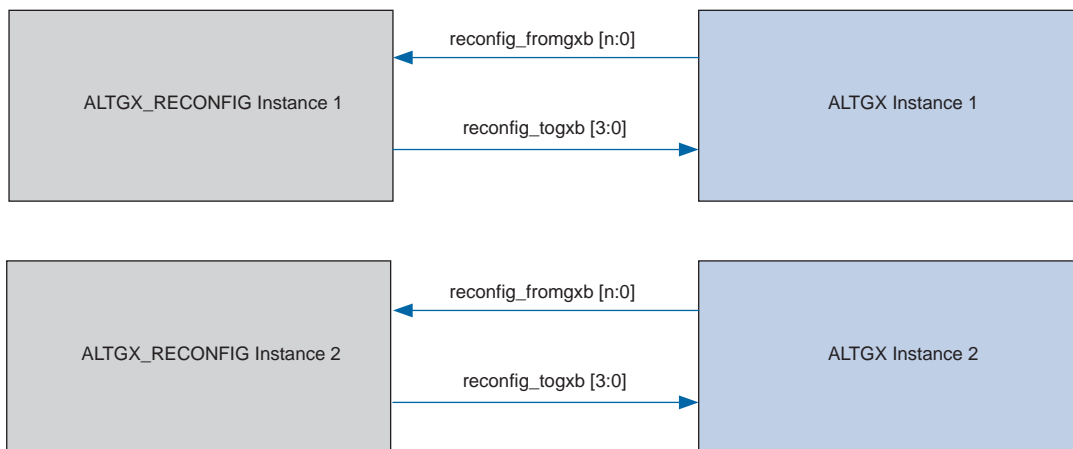 reconfig_fromgxb [n:0]
ALTGX_RECONFIG Instance 1
ALTGX Instance 1
reconfig_togxb [3:0]
reconfig_fromgxb [n:0]
ALTGX_RECONFIG Instance 2
ALTGX Instance 2
reconfig_togxb [3:0]